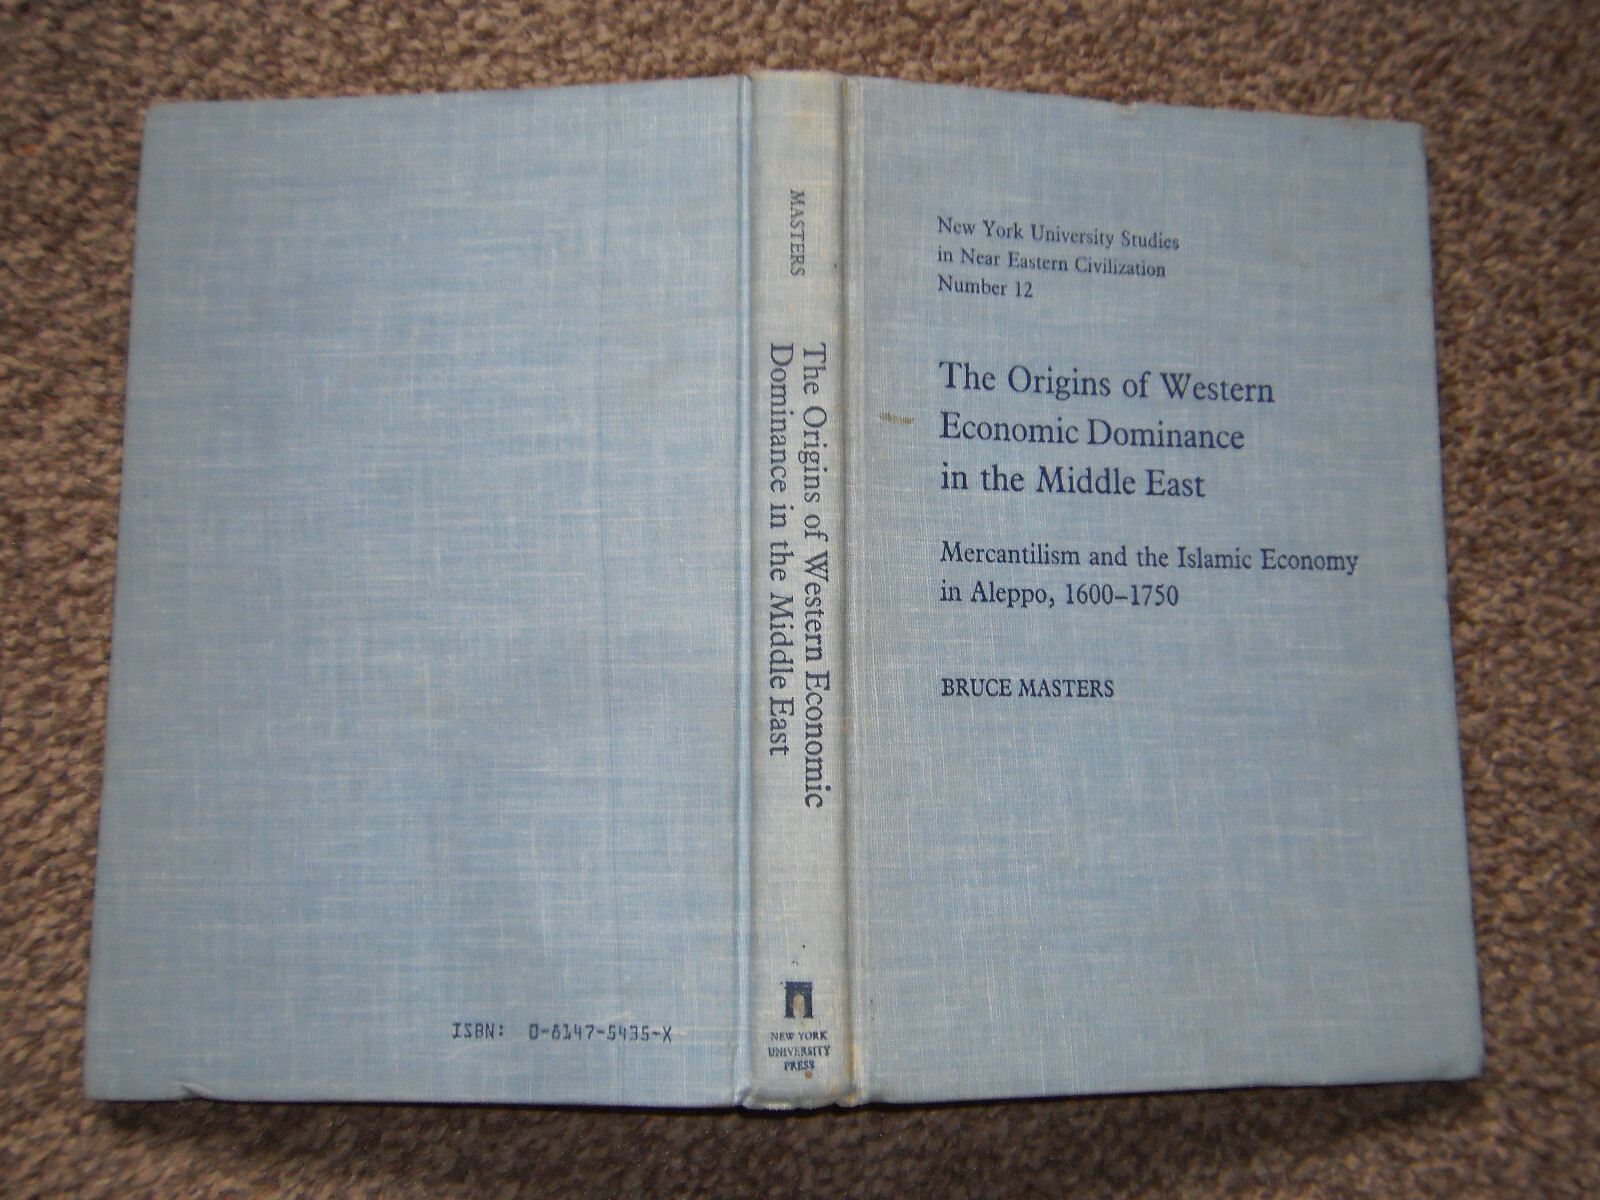 ISBN: 0-8147-5435-X
MASTERS
The Origins of Western Economic
Dominance in the Middle East
NEW YORK
UNIVERSITY
PRESS
New York University Studies
in Near Eastern Civilization
Number 12
The Origins of Western
Economic Dominance
in the Middle East
Mercantilism and the Islamic Economy
in Aleppo, 1600–1750
BRUCE MASTERS